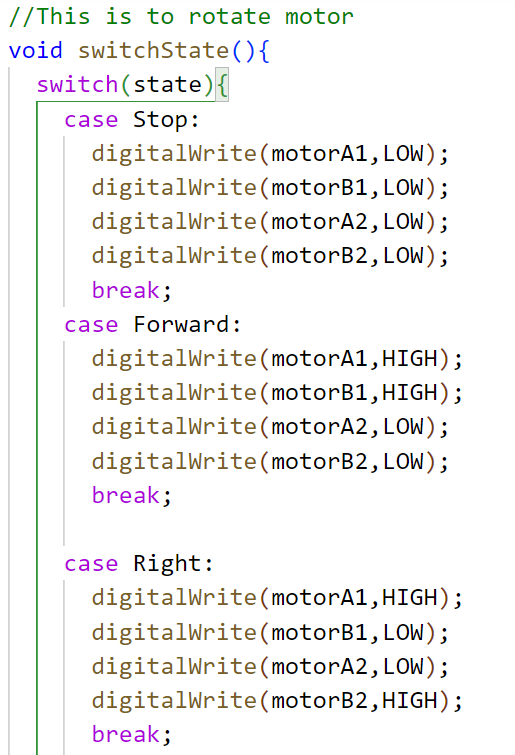 //This is to rotate motor
void switchState(){
  switch(state){
    case Stop:
      digitalWrite(motorA1,LOW);
      digitalWrite(motorB1,LOW);
      digitalWrite(motorA2,LOW);
      digitalWrite(motorB2,LOW);
      break;
    case Forward:
      digitalWrite(motorA1,HIGH);
      digitalWrite(motorB1,HIGH);
      digitalWrite(motorA2,LOW);
      digitalWrite(motorB2,LOW);
      break;
    case Right:
      digitalWrite(motorA1,HIGH);
      digitalWrite(motorB1,LOW);
      digitalWrite(motorA2,LOW);
      digitalWrite(motorB2,HIGH);
      break;